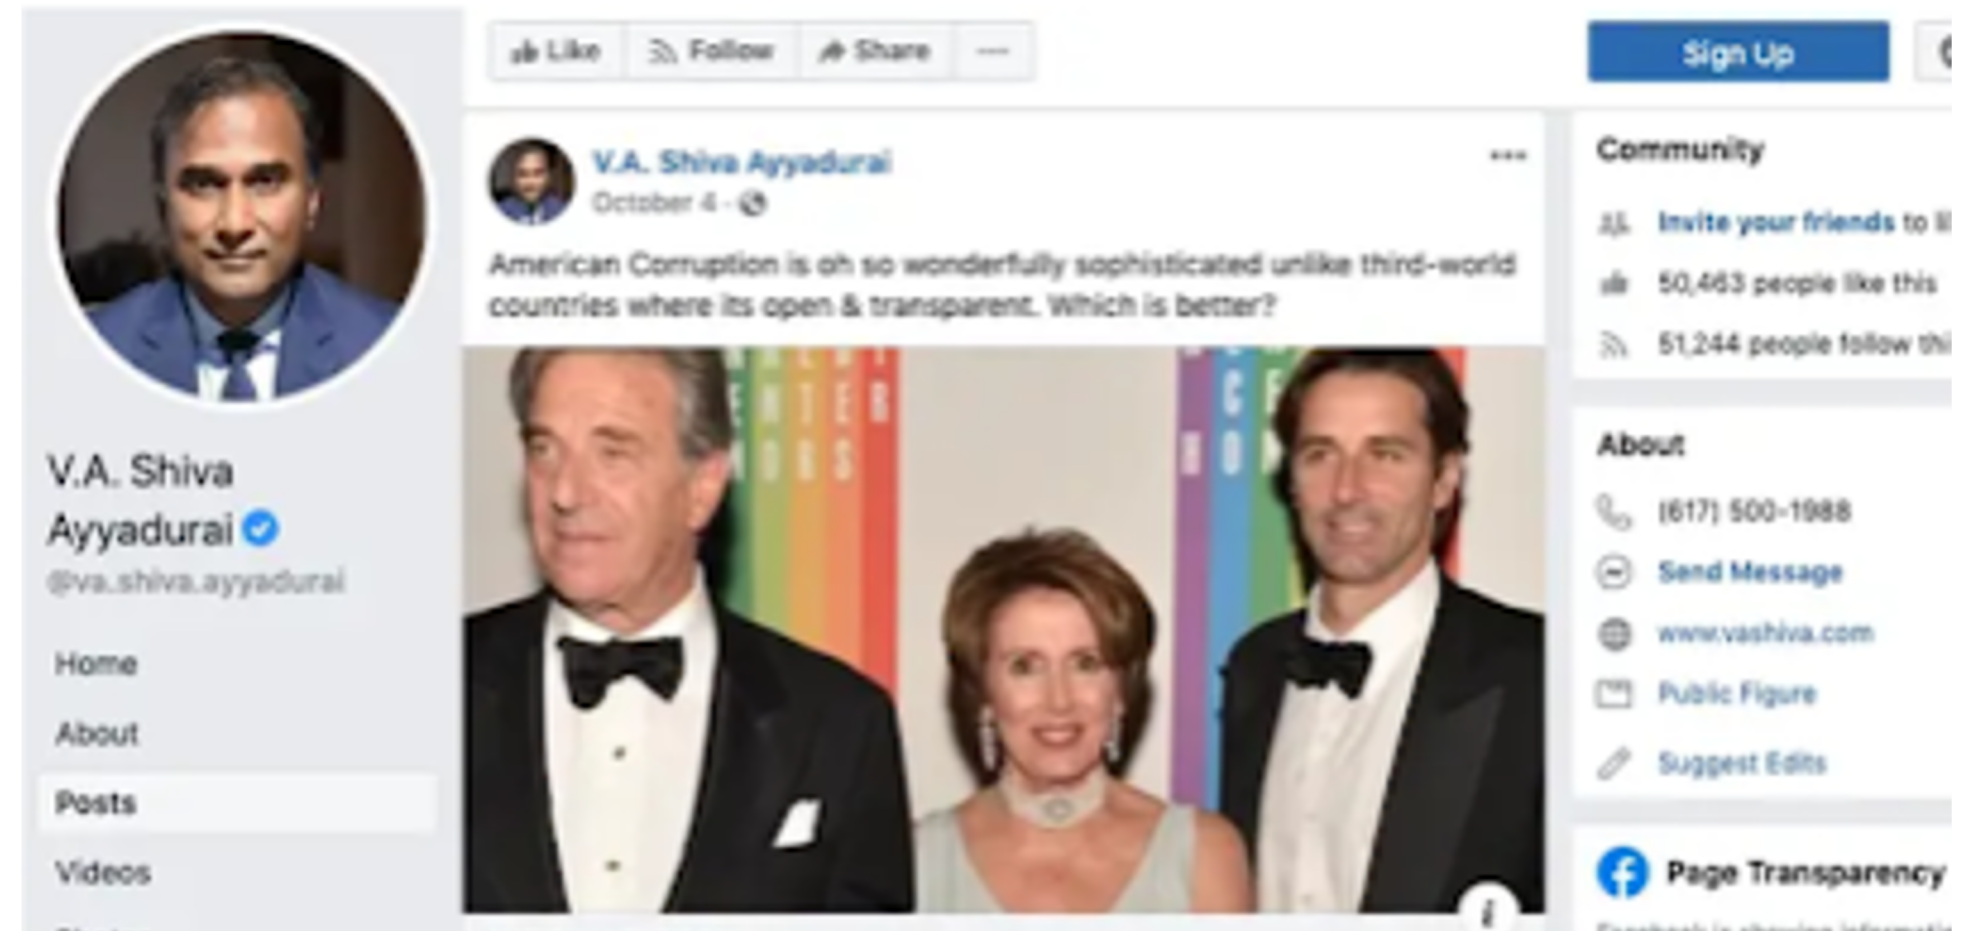 Like
Follow
Share
Sign Up
V.A. Shiva Ayyadurai
October 4
American Corruption is oh so wonderfully sophisticated unlike third-world
countries where its open & transparent. Which is better?
V.A. Shiva
Ayyadurai
@va.shiva.ayyadurai
Home
About
Posts
Videos
Community
Invite your friends to
50,463 people like this
51,244 people follow
About
(617) 500-1988
Send Message
www.vashiva.com
Public Figure
Suggest Edits
Page Transparency